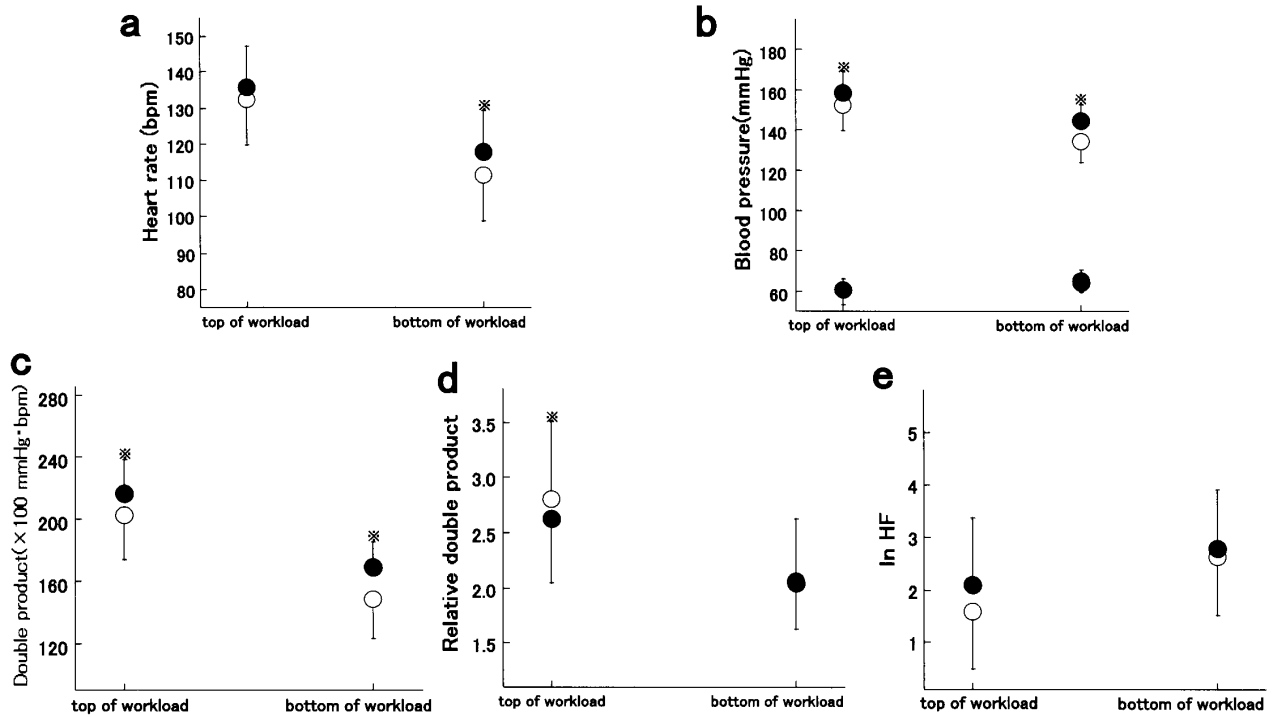 a
Heart rate (bpm)
150
140
130
120
110
100
90
80
※
top of workload
bottom of workload
b
Blood pressure(mmHg)
180
160
140
120
100
80
60
※
※
top of workload
bottom of workload
c
Double product(×100 mmHg·bpm)
280
240
200
160
120
※
※
top of workload
bottom of workload
d
Relative double product
3.5
3.0
2.5
2.0
1.5
※
top of workload
bottom of workload
e
ln HF
5
4
3
2
1
top of workload
bottom of workload